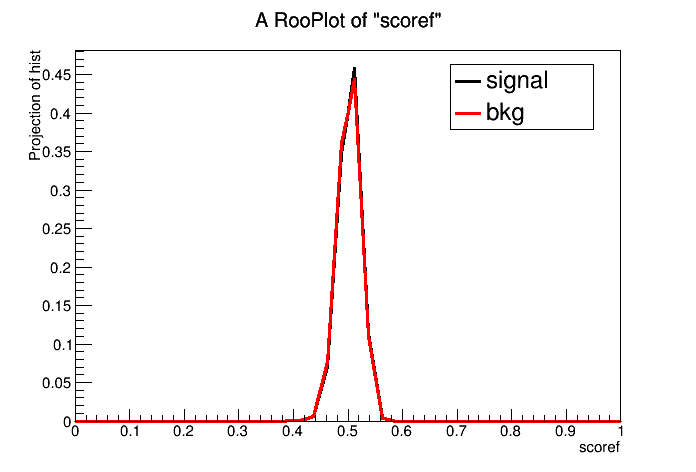 A RooPlot of "scoref"
Projection of hist
signal
bkg
0.45
0.4
0.35
0.3
0.25
0.2
0.15
0.1
0.05
0
0 0.1 0.2 0.3 0.4 0.5 0.6 0.7 0.8 0.9 1
scoref